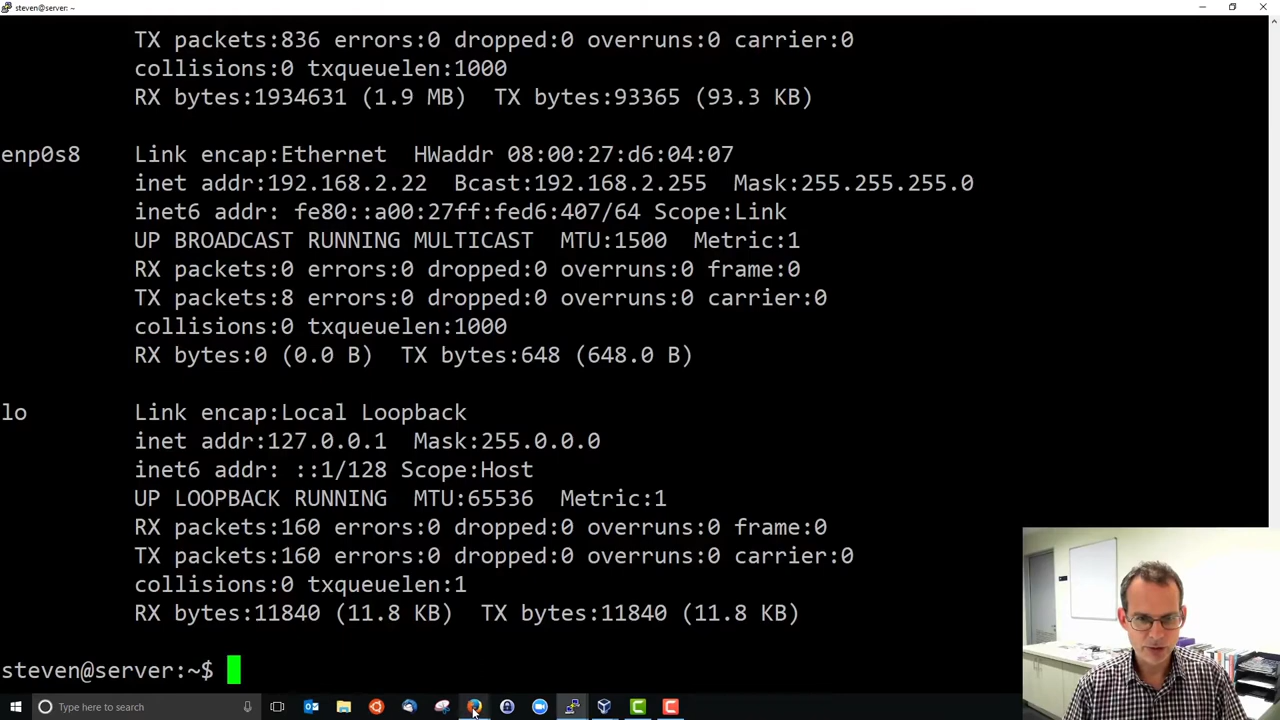 steven@server: ~
TX packets:836 errors:0 dropped:0 overruns:0 carrier:0
collisions:0 txqueuelen:1000
RX bytes:1934631 (1.9 MB)  TX bytes:93365 (93.3 KB)
enp0s8    Link encap:Ethernet  HWaddr 08:00:27:d6:04:07
inet addr:192.168.2.22  Bcast:192.168.2.255  Mask:255.255.255.0
inet6 addr: fe80::a00:27ff:fed6:407/64 Scope:Link
UP BROADCAST RUNNING MULTICAST  MTU:1500  Metric:1
RX packets:0 errors:0 dropped:0 overruns:0 frame:0
TX packets:8 errors:0 dropped:0 overruns:0 carrier:0
collisions:0 txqueuelen:1000
RX bytes:0 (0.0 B)  TX bytes:648 (648.0 B)
lo        Link encap:Local Loopback
inet addr:127.0.0.1  Mask:255.0.0.0
inet6 addr: ::1/128 Scope:Host
UP LOOPBACK RUNNING  MTU:65536  Metric:1
RX packets:160 errors:0 dropped:0 overruns:0 frame:0
TX packets:160 errors:0 dropped:0 overruns:0 carrier:0
collisions:0 txqueuelen:1
RX bytes:11840 (11.8 KB)  TX bytes:11840 (11.8 KB)
steven@server:~$
Type here to search